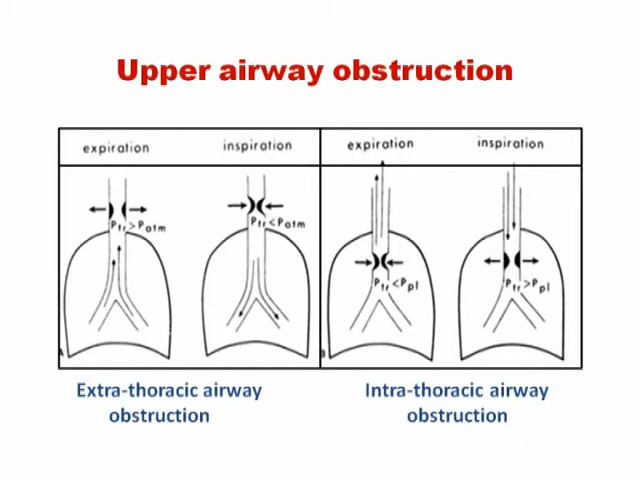 Upper airway obstruction
expiration
inspiration
expiration
inspiration
Ptr > Patm
Ptr < Patm
Ptr < Ppl
Ptr > Ppl
A
B
Extra-thoracic airway
obstruction
Intra-thoracic airway
obstruction